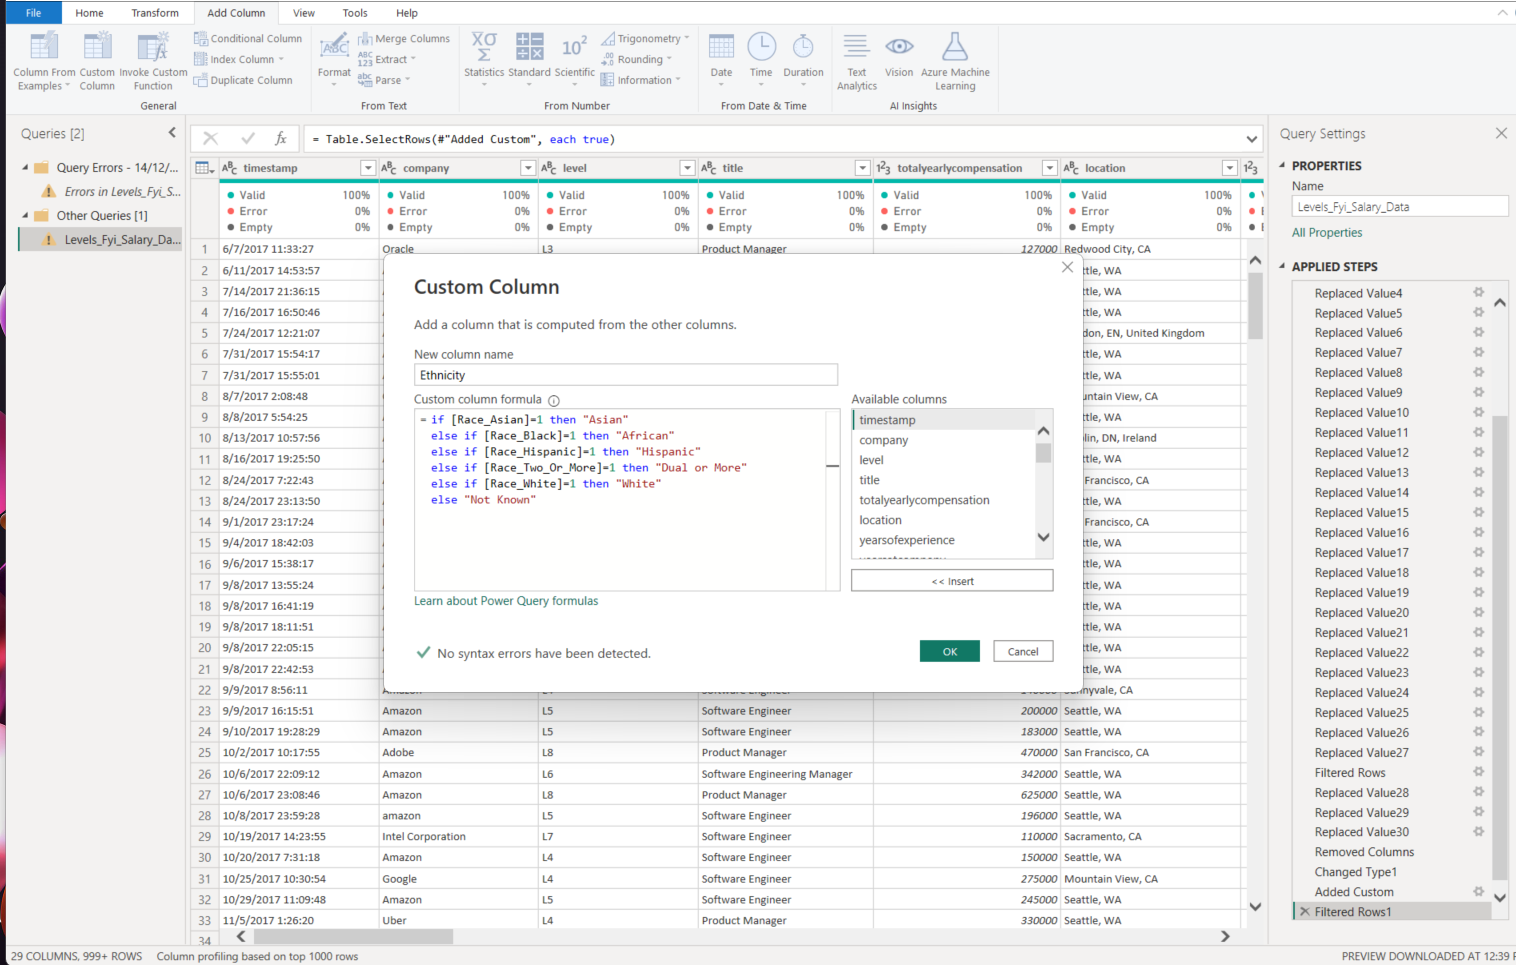 File Home Transform Add Column View Tools Help
Column From Examples
Custom Column
Invoke Custom Function
Conditional Column
Index Column
Duplicate Column
General
Format
Merge Columns
Extract
Parse
From Text
Statistics
Standard
Scientific
Trigonometry
Rounding
Information
From Number
Date
Time
Duration
From Date & Time
Text Analytics
Vision
Azure Machine Learning
AI Insights
Queries [2]
Query Errors - 14/12/...
Errors in Levels_Fyi_S...
Other Queries [1]
Levels_Fyi_Salary_Da...
= Table.SelectRows(#"Added Custom", each true)
timestamp company level title totalyearlycompensation location
Valid 100% Valid 100% Valid 100% Valid 100% Valid 100% Valid 100%
Error 0% Error 0% Error 0% Error 0% Error 0% Error 0%
Empty 0% Empty 0% Empty 0% Empty 0% Empty 0% Empty 0%
1 6/7/2017 11:33:27 Oracle L3 Product Manager 127000 Redwood City, CA
2 6/11/2017 14:53:57 ttle, WA
3 7/14/2017 21:36:15 ttle, WA
4 7/16/2017 16:50:46 ttle, WA
5 7/24/2017 12:21:07 don, EN, United Kingdom
6 7/31/2017 15:54:17 ttle, WA
7 7/31/2017 15:55:01 ttle, WA
8 8/7/2017 2:08:48 untain View, CA
9 8/8/2017 5:54:25 ttle, WA
10 8/13/2017 10:57:56 lin, DN, Ireland
11 8/16/2017 19:25:50 ttle, WA
12 8/24/2017 7:22:43 Francisco, CA
13 8/24/2017 23:13:50 ttle, WA
14 9/1/2017 23:17:24 Francisco, CA
15 9/4/2017 18:42:03 ttle, WA
16 9/6/2017 15:38:17 ttle, WA
17 9/8/2017 13:55:24 ttle, WA
18 9/8/2017 16:41:19 ttle, WA
19 9/8/2017 18:11:51 ttle, WA
20 9/8/2017 22:05:15 ttle, WA
21 9/8/2017 22:42:53 ttle, WA
22 9/9/2017 8:56:11 Amazon Software Engineer nnyvale, CA
23 9/9/2017 16:15:51 Amazon L5 Software Engineer 200000 Seattle, WA
24 9/10/2017 19:28:29 Amazon L5 Software Engineer 183000 Seattle, WA
25 10/2/2017 10:17:55 Adobe L8 Product Manager 470000 San Francisco, CA
26 10/6/2017 22:09:12 Amazon L6 Software Engineering Manager 342000 Seattle, WA
27 10/6/2017 23:08:46 Amazon L8 Product Manager 625000 Seattle, WA
28 10/8/2017 23:59:28 amazon L5 Software Engineer 196000 Seattle, WA
29 10/19/2017 14:23:55 Intel Corporation L7 Software Engineer 110000 Sacramento, CA
30 10/20/2017 7:31:18 Amazon L4 Software Engineer 150000 Seattle, WA
31 10/25/2017 10:30:54 Google L4 Software Engineer 275000 Mountain View, CA
32 10/29/2017 11:09:48 Amazon L5 Software Engineer 245000 Seattle, WA
33 11/5/2017 1:26:20 Uber L4 Product Manager 330000 Seattle, WA
34
Custom Column
Add a column that is computed from the other columns.
New column name
Ethnicity
Custom column formula
= if [Race_Asian]=1 then "Asian"
else if [Race_Black]=1 then "African"
else if [Race_Hispanic]=1 then "Hispanic"
else if [Race_Two_Or_More]=1 then "Dual or More"
else if [Race_White]=1 then "White"
else "Not Known"
Available columns
timestamp
company
level
title
totalyearlycompensation
location
yearsofexperience
<< Insert
Learn about Power Query formulas
No syntax errors have been detected.
OK Cancel
Query Settings
PROPERTIES
Name
Levels_Fyi_Salary_Data
All Properties
APPLIED STEPS
Replaced Value4
Replaced Value5
Replaced Value6
Replaced Value7
Replaced Value8
Replaced Value9
Replaced Value10
Replaced Value11
Replaced Value12
Replaced Value13
Replaced Value14
Replaced Value15
Replaced Value16
Replaced Value17
Replaced Value18
Replaced Value19
Replaced Value20
Replaced Value21
Replaced Value22
Replaced Value23
Replaced Value24
Replaced Value25
Replaced Value26
Replaced Value27
Filtered Rows
Replaced Value28
Replaced Value29
Replaced Value30
Removed Columns
Changed Type1
Added Custom
Filtered Rows1
29 COLUMNS, 999+ ROWS Column profiling based on top 1000 rows
PREVIEW DOWNLOADED AT 12:39